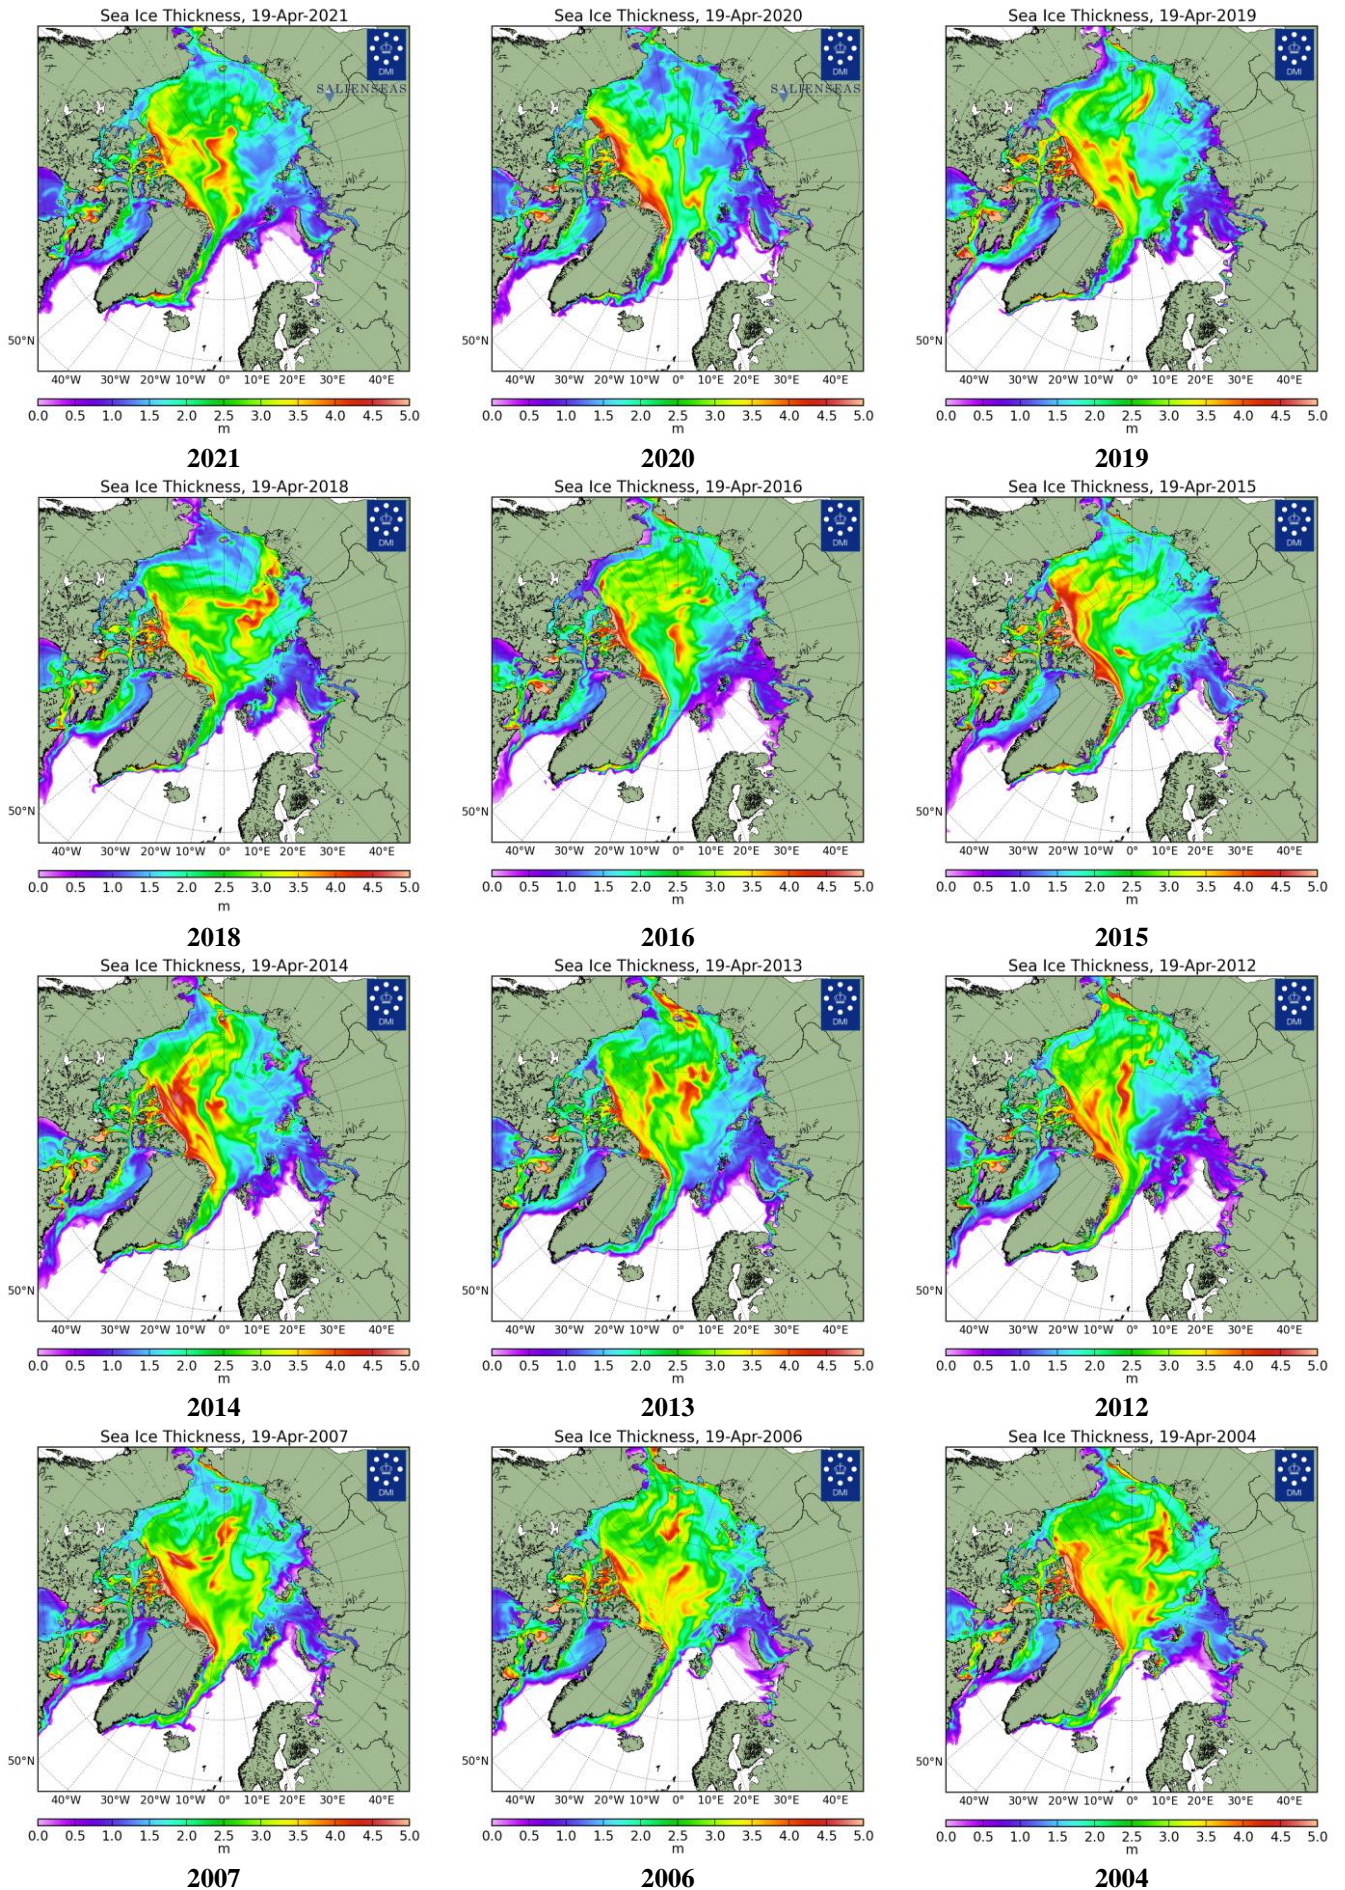 Sea Ice Thickness, 19-Apr-2021
DMI
SALIENSEAS
50°N
40°W 30°W 20°W 10°W 0° 10°E 20°E 30°E 40°E
0.0 0.5 1.0 1.5 2.0 2.5 3.0 3.5 4.0 4.5 5.0
m
2021
Sea Ice Thickness, 19-Apr-2020
DMI
SALIENSEAS
40°W 30°W 20°W 10°W 0° 10°E 20°E 30°E 40°E
0.0 0.5 1.0 1.5 2.0 2.5 3.0 3.5 4.0 4.5 5.0
m
2020
Sea Ice Thickness, 19-Apr-2019
DMI
50°N
40°W 30°W 20°W 10°W 0° 10°E 20°E 30°E 40°E
0.0 0.5 1.0 1.5 2.0 2.5 3.0 3.5 4.0 4.5 5.0
m
2019
Sea Ice Thickness, 19-Apr-2018
DMI
50°N
40°W 30°W 20°W 10°W 0° 10°E 20°E 30°E 40°E
0.0 0.5 1.0 1.5 2.0 2.5 3.0 3.5 4.0 4.5 5.0
m
2018
Sea Ice Thickness, 19-Apr-2016
DMI
40°W 30°W 20°W 10°W 0° 10°E 20°E 30°E 40°E
0.0 0.5 1.0 1.5 2.0 2.5 3.0 3.5 4.0 4.5 5.0
m
2016
Sea Ice Thickness, 19-Apr-2015
DMI
50°N
40°W 30°W 20°W 10°W 0° 10°E 20°E 30°E 40°E
0.0 0.5 1.0 1.5 2.0 2.5 3.0 3.5 4.0 4.5 5.0
m
2015
Sea Ice Thickness, 19-Apr-2014
DMI
50°N
40°W 30°W 20°W 10°W 0° 10°E 20°E 30°E 40°E
0.0 0.5 1.0 1.5 2.0 2.5 3.0 3.5 4.0 4.5 5.0
m
2014
Sea Ice Thickness, 19-Apr-2013
DMI
40°W 30°W 20°W 10°W 0° 10°E 20°E 30°E 40°E
0.0 0.5 1.0 1.5 2.0 2.5 3.0 3.5 4.0 4.5 5.0
m
2013
Sea Ice Thickness, 19-Apr-2012
DMI
50°N
40°W 30°W 20°W 10°W 0° 10°E 20°E 30°E 40°E
0.0 0.5 1.0 1.5 2.0 2.5 3.0 3.5 4.0 4.5 5.0
m
2012
Sea Ice Thickness, 19-Apr-2007
DMI
50°N
40°W 30°W 20°W 10°W 0° 10°E 20°E 30°E 40°E
0.0 0.5 1.0 1.5 2.0 2.5 3.0 3.5 4.0 4.5 5.0
m
2007
Sea Ice Thickness, 19-Apr-2006
DMI
40°W 30°W 20°W 10°W 0° 10°E 20°E 30°E 40°E
0.0 0.5 1.0 1.5 2.0 2.5 3.0 3.5 4.0 4.5 5.0
m
2006
Sea Ice Thickness, 19-Apr-2004
DMI
50°N
40°W 30°W 20°W 10°W 0° 10°E 20°E 30°E 40°E
0.0 0.5 1.0 1.5 2.0 2.5 3.0 3.5 4.0 4.5 5.0
m
2004